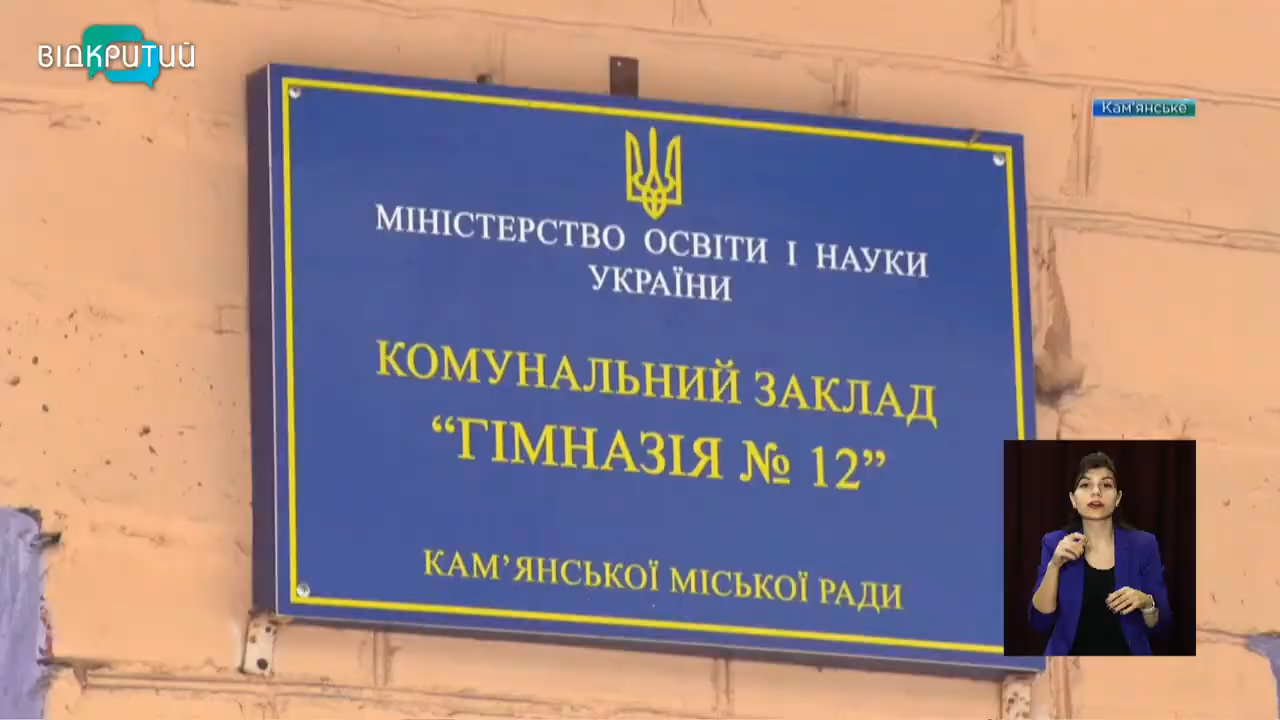 ВІДКРИТИЙ
Кам'янське
МІНІСТЕРСТВО ОСВІТИ І НАУКИ
УКРАЇНИ
КОМУНАЛЬНИЙ ЗАКЛАД
“ГІМНАЗІЯ № 12”
КАМ’ЯНСЬКОЇ МІСЬКОЇ РАДИ